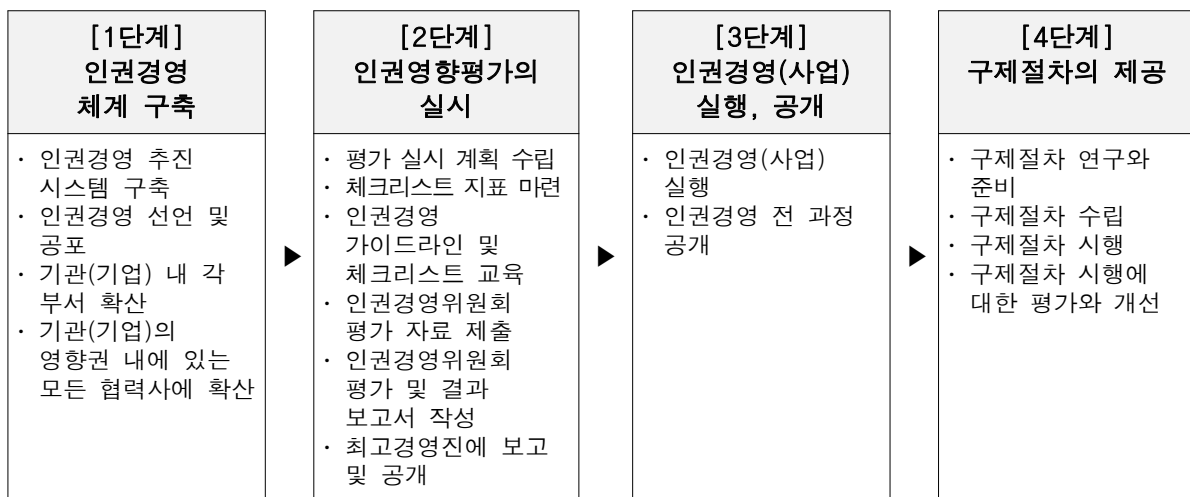 [1단계]
인권경영
체계 구축
· 인권경영 추진
시스템 구축
· 인권경영 선언 및
공포
· 기관(기업) 내 각
부서 확산
· 기관(기업)의
영향권 내에 있는
모든 협력사에 확산
▶
[2단계]
인권영향평가의
실시
· 평가 실시 계획 수립
· 체크리스트 지표 마련
· 인권경영
가이드라인 및
체크리스트 교육
· 인권경영위원회
평가 자료 제출
· 인권경영위원회
평가 및 결과
보고서 작성
· 최고경영진에 보고
및 공개
▶
[3단계]
인권경영(사업)
실행, 공개
· 인권경영(사업)
실행
· 인권경영 전 과정
공개
▶
[4단계]
구제절차의 제공
· 구제절차 연구와
준비
· 구제절차 수립
· 구제절차 시행
· 구제절차 시행에
대한 평가와 개선